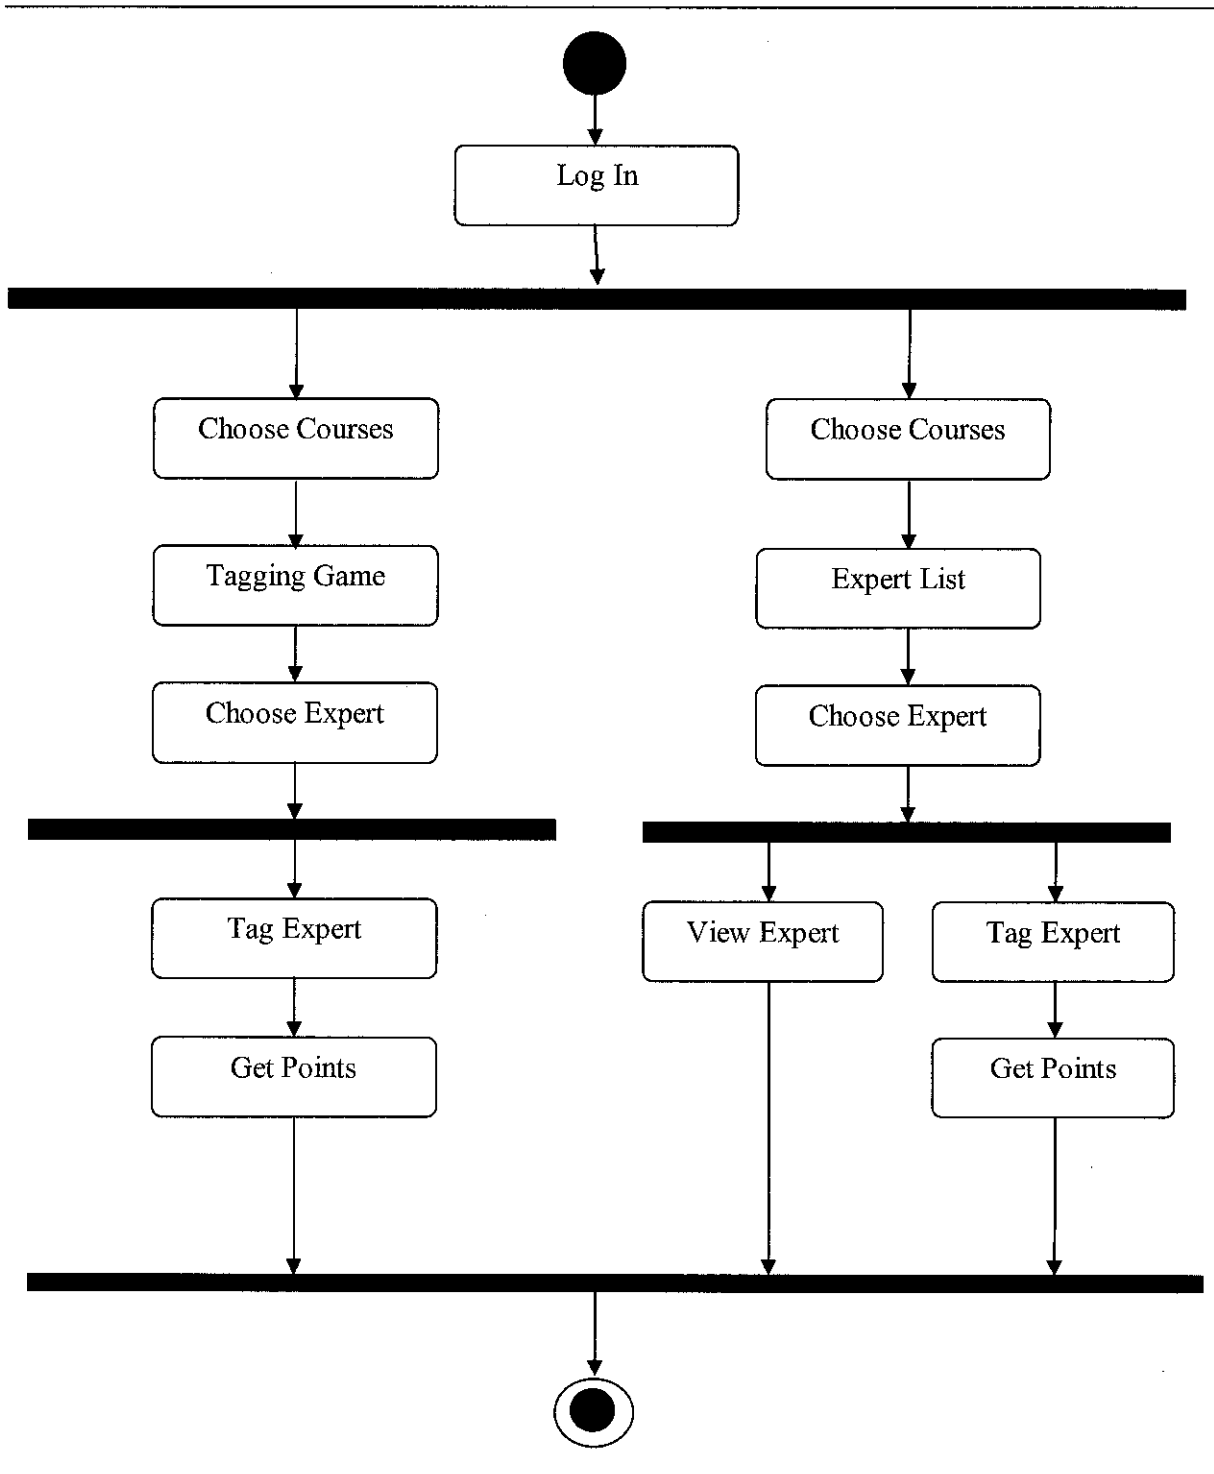 Log In
Choose Courses
Choose Courses
Tagging Game
Expert List
Choose Expert
Choose Expert
Tag Expert
View Expert
Tag Expert
Get Points
Get Points